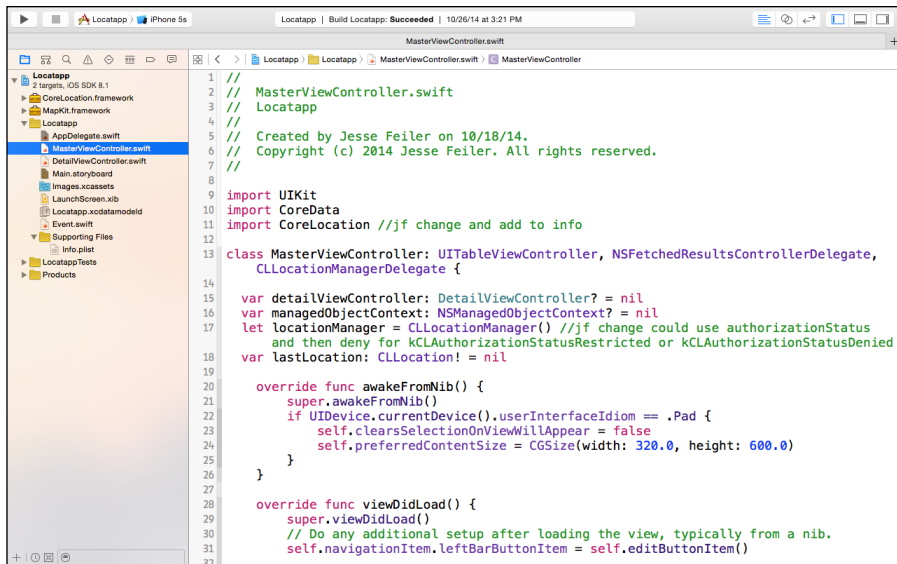 Locatapp 〉 iPhone 5s
Locatapp | Build Locatapp: Succeeded | 10/26/14 at 3:21 PM
MasterViewController.swift
Locatapp 〉 Locatapp 〉 MasterViewController.swift 〉 C MasterViewController
Locatapp
2 targets, iOS SDK 8.1
CoreLocation.framework
MapKit.framework
Locatapp
AppDelegate.swift
MasterViewController.swift
DetailViewController.swift
Main.storyboard
Images.xcassets
LaunchScreen.xib
Locatapp.xcdatamodeld
Event.swift
Supporting Files
Info.plist
LocatappTests
Products
1 //
2 //  MasterViewController.swift
3 //  Locatapp
4 //
5 //  Created by Jesse Feiler on 10/18/14.
6 //  Copyright (c) 2014 Jesse Feiler. All rights reserved.
7 //
8
9 import UIKit
10 import CoreData
11 import CoreLocation //jf change and add to info
12
13 class MasterViewController: UITableViewController, NSFetchedResultsControllerDelegate,
CLLocationManagerDelegate {
14
15 var detailViewController: DetailViewController? = nil
16 var managedObjectContext: NSManagedObjectContext? = nil
17 let locationManager = CLLocationManager() //jf change could use authorizationStatus
and then deny for kCLAuthorizationStatusRestricted or kCLAuthorizationStatusDenied
18 var lastLocation: CLLocation! = nil
19
20 override func awakeFromNib() {
21 super.awakeFromNib()
22 if UIDevice.currentDevice().userInterfaceIdiom == .Pad {
23 self.clearsSelectionOnViewWillAppear = false
24 self.preferredContentSize = CGSize(width: 320.0, height: 600.0)
25 }
26 }
27
28 override func viewDidLoad() {
29 super.viewDidLoad()
30 // Do any additional setup after loading the view, typically from a nib.
31 self.navigationItem.leftBarButtonItem = self.editButtonItem()
32